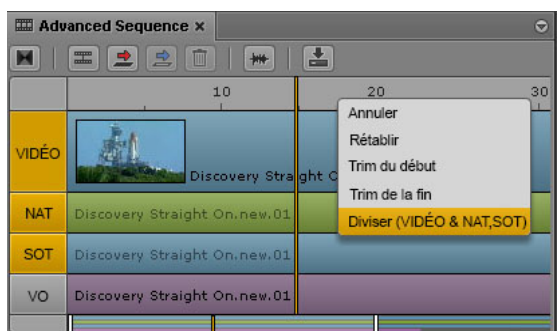 Advanced Sequence ×
10 20 30
Annuler
Rétablir
Trim du début
Trim de la fin
Diviser (VIDÉO & NAT,SOT)
VIDÉO
Discovery Stra ght C
NAT
Discovery Straight On.new.01
SOT
Discovery Straight On.new.01
VO
Discovery Straight On.new.01